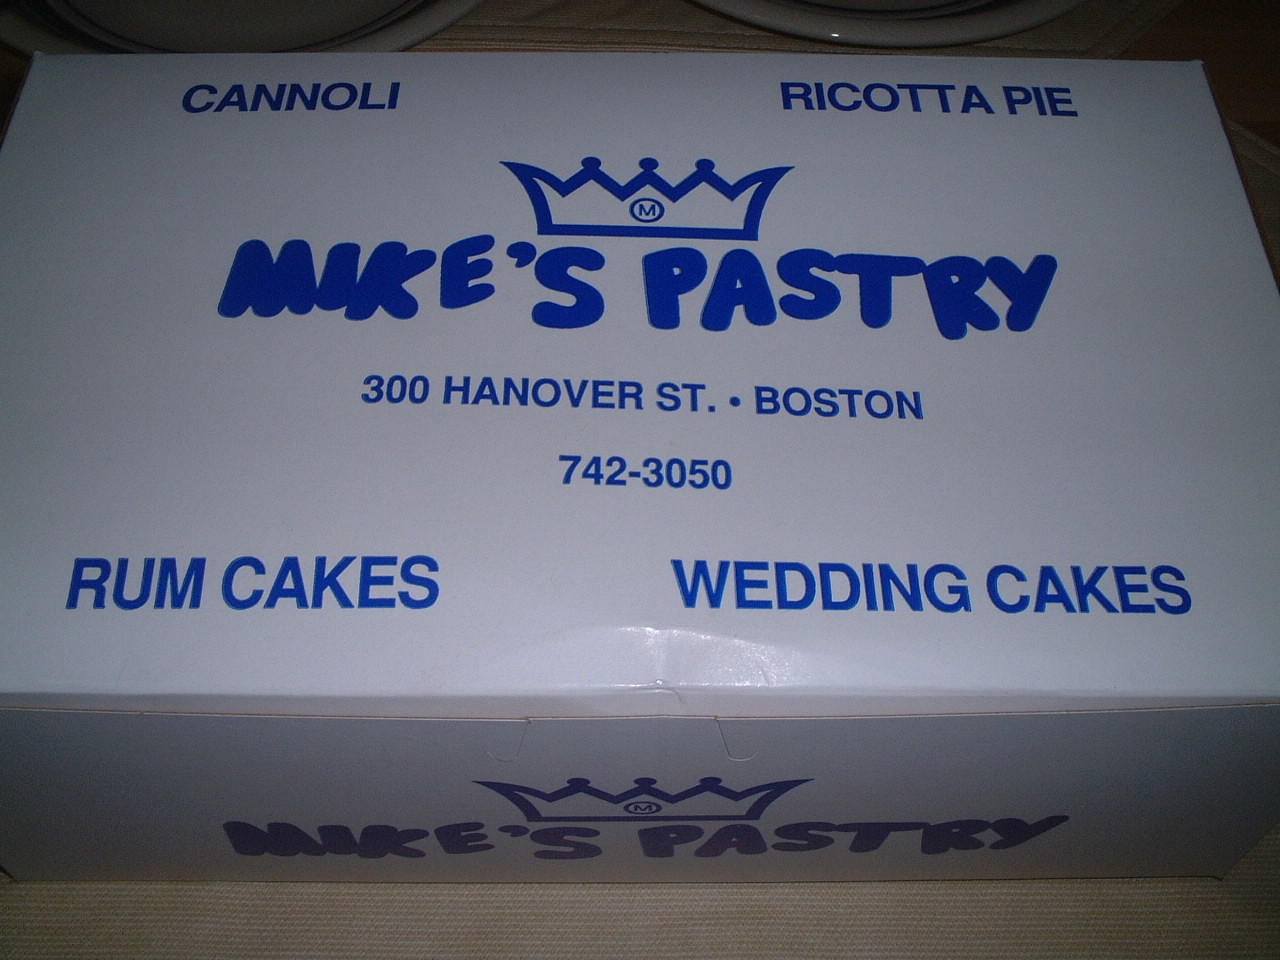 CANNOLI RICOTTA PIE
M
MIKE'S PASTRY
300 HANOVER ST. • BOSTON
742-3050
RUM CAKES WEDDING CAKES
M
MIKE'S PASTRY